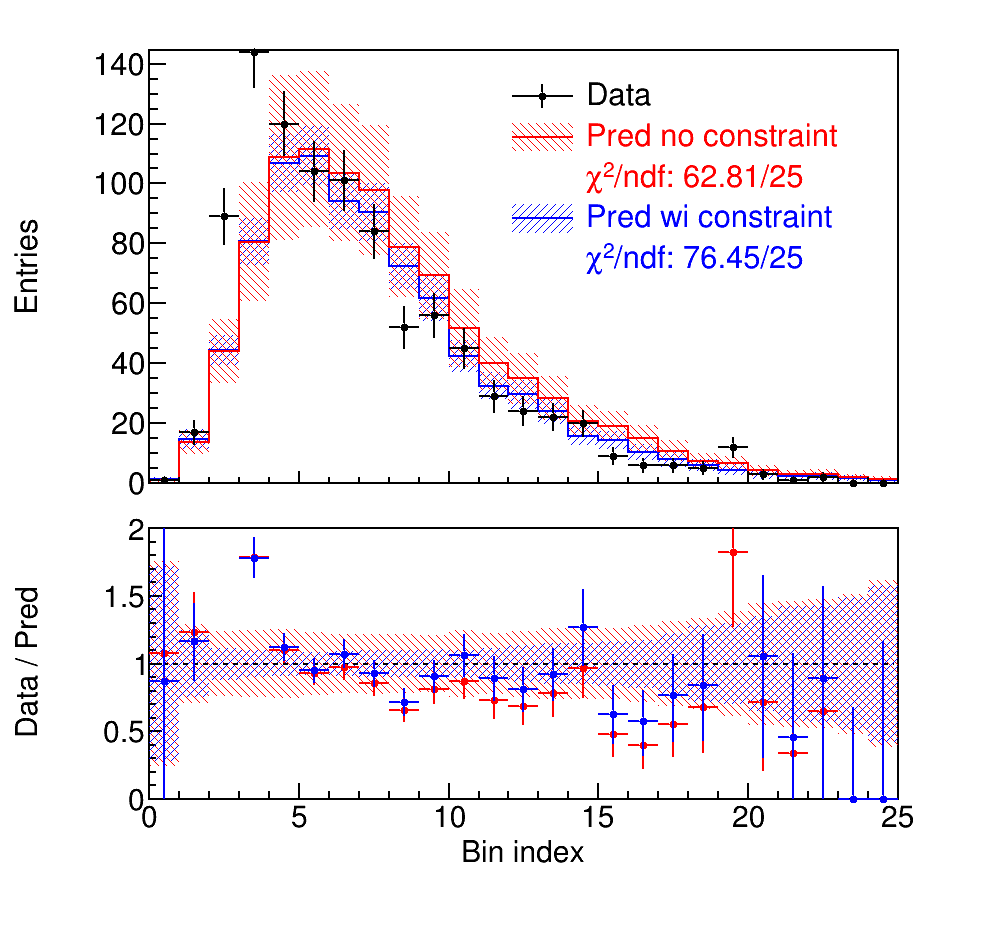 Entries
140
120
100
80
60
40
20
0
Data
Pred no constraint
χ²/ndf: 62.81/25
Pred wi constraint
χ²/ndf: 76.45/25
Data / Pred
2
1.5
1
0.5
0
0 5 10 15 20 25
Bin index